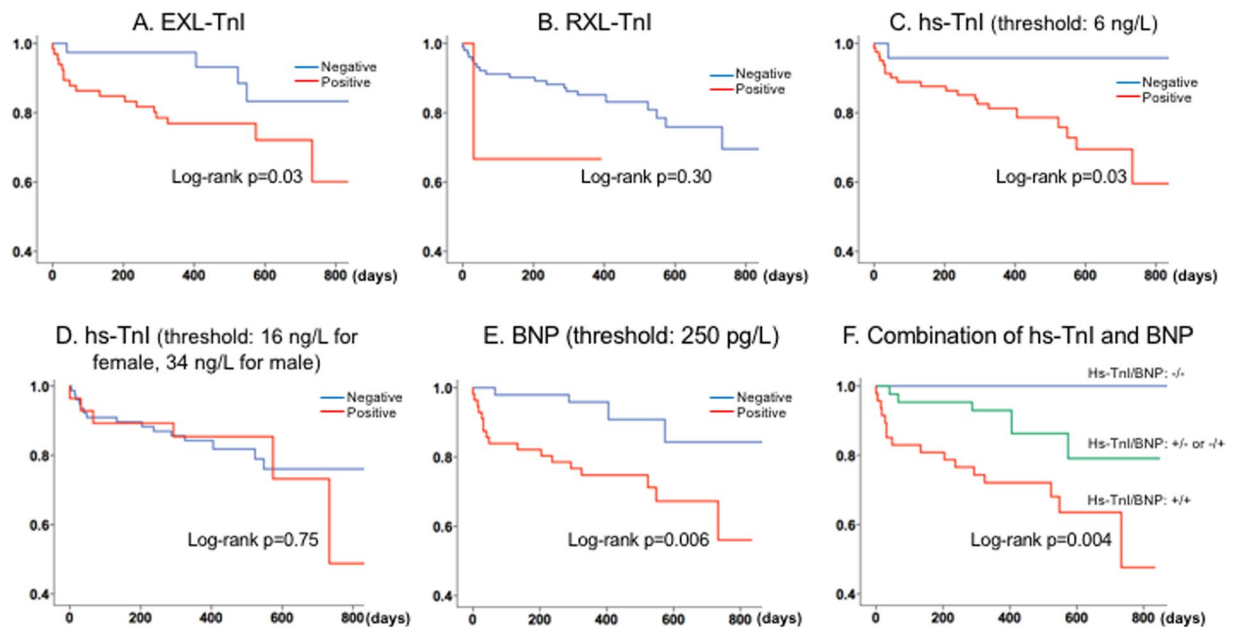 A. EXL-TnI
1.0
0.8
0.6
0.4
Negative
Positive
Log-rank p=0.03
0 200 400 600 800 (days)
B. RXL-TnI
1.0
0.8
0.6
0.4
Negative
Positive
Log-rank p=0.30
0 200 400 600 800 (days)
C. hs-TnI (threshold: 6 ng/L)
1.0
0.8
0.6
0.4
Negative
Positive
Log-rank p=0.03
0 200 400 600 800 (days)
D. hs-TnI (threshold: 16 ng/L for
female, 34 ng/L for male)
1.0
0.8
0.6
0.4
Negative
Positive
Log-rank p=0.75
0 200 400 600 800 (days)
E. BNP (threshold: 250 pg/L)
1.0
0.8
0.6
0.4
Negative
Positive
Log-rank p=0.006
0 200 400 600 800 (days)
F. Combination of hs-TnI and BNP
1.0
0.8
0.6
0.4
Hs-TnI/BNP: -/-
Hs-TnI/BNP: +/- or -/+
Hs-TnI/BNP: +/+
Log-rank p=0.004
0 200 400 600 800 (days)